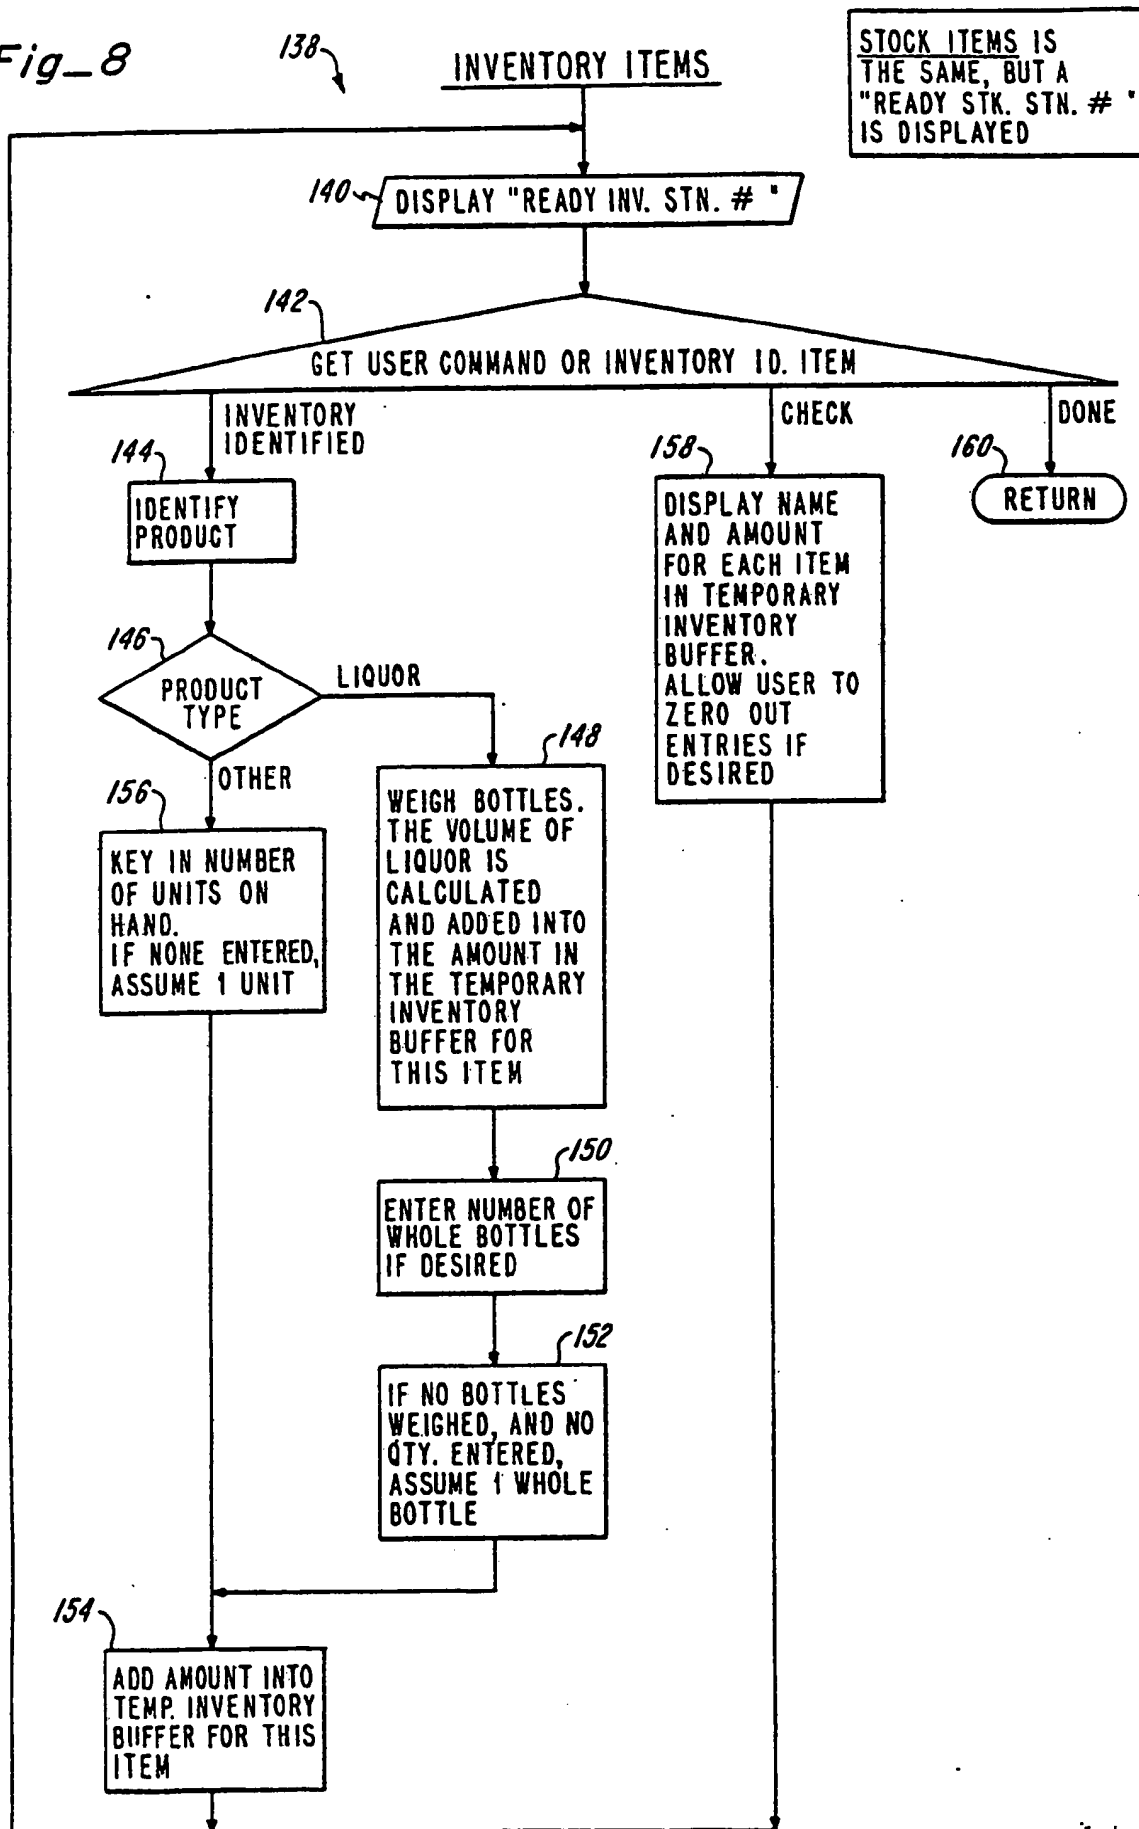 Fig_8
138
INVENTORY ITEMS
STOCK ITEMS IS
THE SAME, BUT A
"READY STK. STN. # "
IS DISPLAYED
140
DISPLAY "READY INV. STN. # "
142
GET USER COMMAND OR INVENTORY ID. ITEM
INVENTORY
IDENTIFIED
CHECK
DONE
144
IDENTIFY
PRODUCT
158
DISPLAY NAME
AND AMOUNT
FOR EACH ITEM
IN TEMPORARY
INVENTORY
BUFFER.
ALLOW USER TO
ZERO OUT
ENTRIES IF
DESIRED
160
RETURN
146
PRODUCT
TYPE
LIQUOR
OTHER
148
WEIGH BOTTLES.
THE VOLUME OF
LIQUOR IS
CALCULATED
AND ADDED INTO
THE AMOUNT IN
THE TEMPORARY
INVENTORY
BUFFER FOR
THIS ITEM
156
KEY IN NUMBER
OF UNITS ON
HAND.
IF NONE ENTERED,
ASSUME 1 UNIT
150
ENTER NUMBER OF
WHOLE BOTTLES
IF DESIRED
152
IF NO BOTTLES
WEIGHED, AND NO
QTY. ENTERED,
ASSUME 1 WHOLE
BOTTLE
154
ADD AMOUNT INTO
TEMP. INVENTORY
BUFFER FOR THIS
ITEM